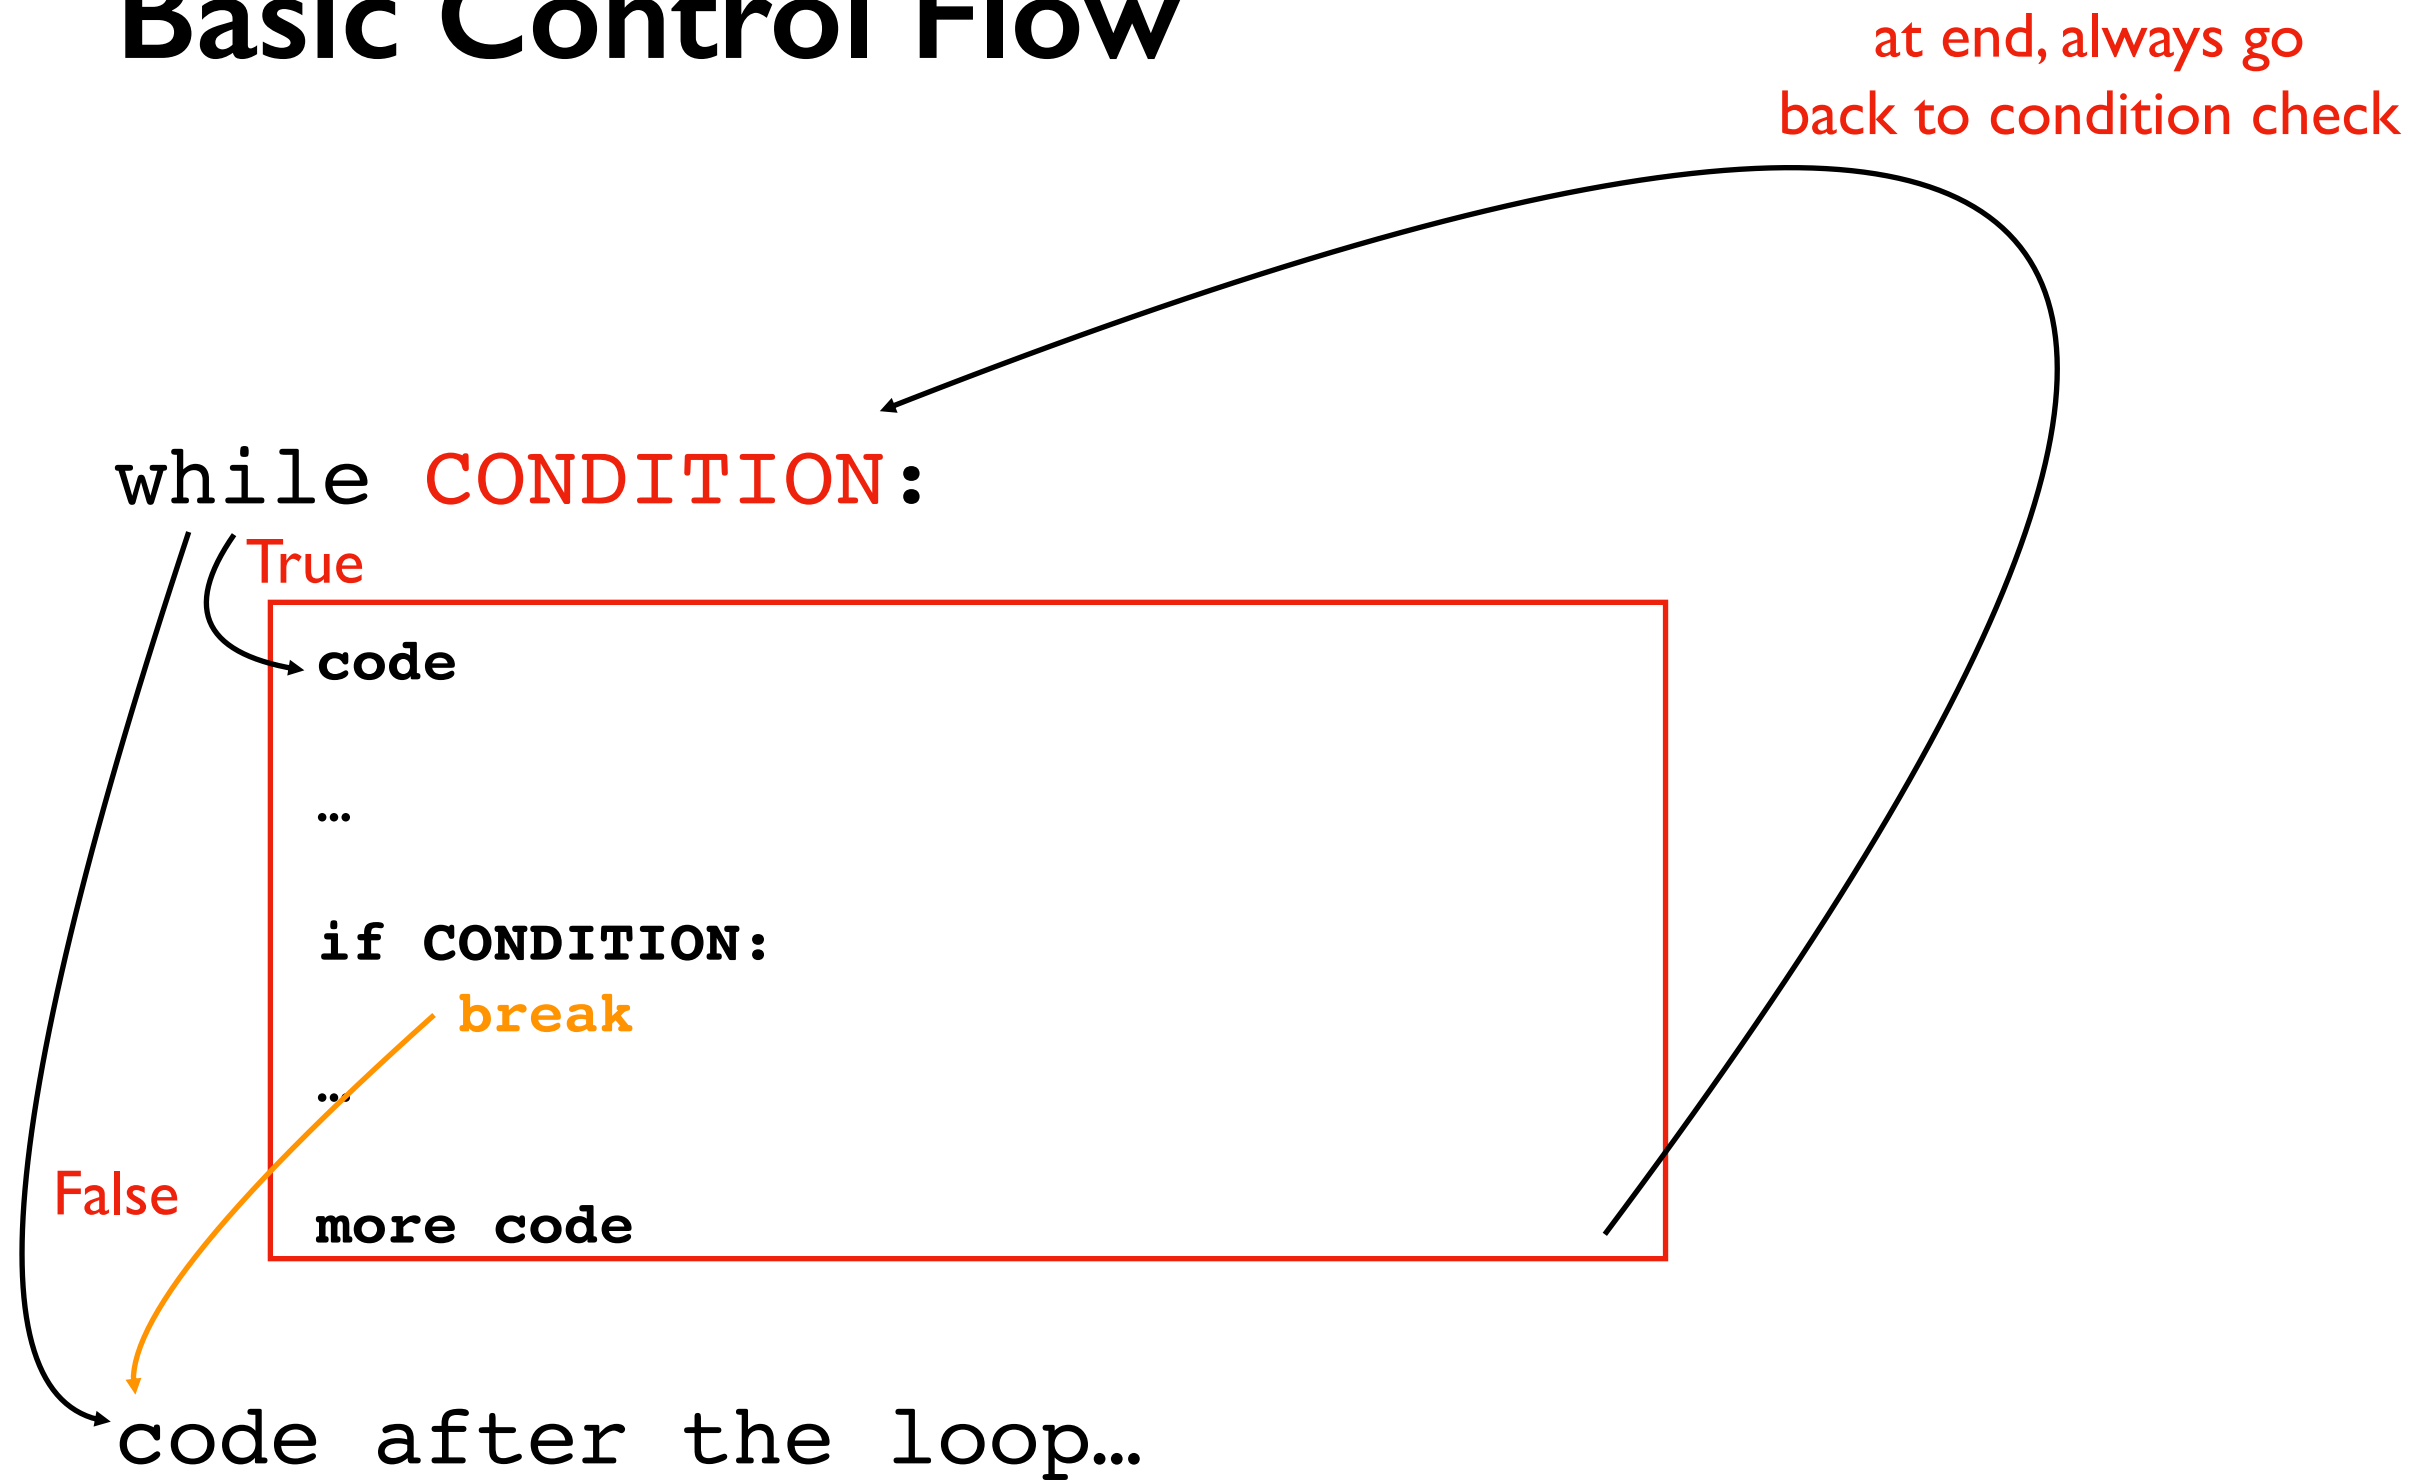 Basic Control Flow
at end, always go
back to condition check
while CONDITION:
True
code
…
if CONDITION:
break
…
False
more code
code after the loop…